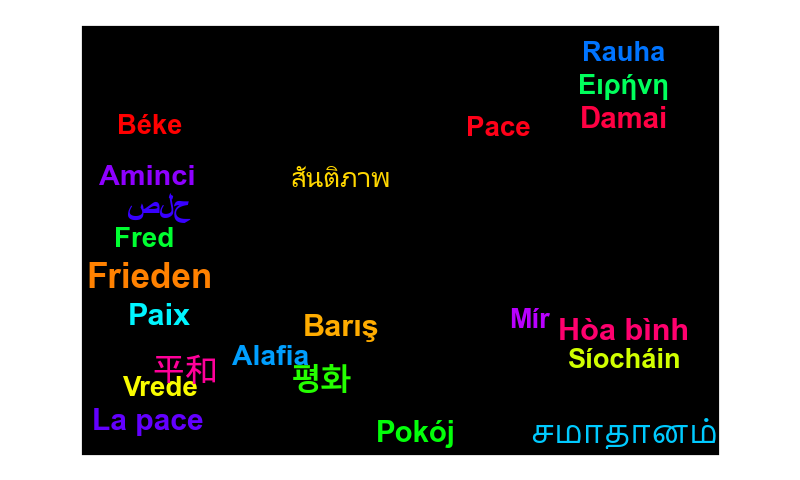 Rauha
Ειρήνη
Damai
Béke
Pace
Aminci
สันติภาพ
حلص
Fred
Frieden
Paix
Barış
Mír
Hòa bình
Síocháin
Alafia
平和
평화
Vrede
La pace
Pokój
சமாதானம்